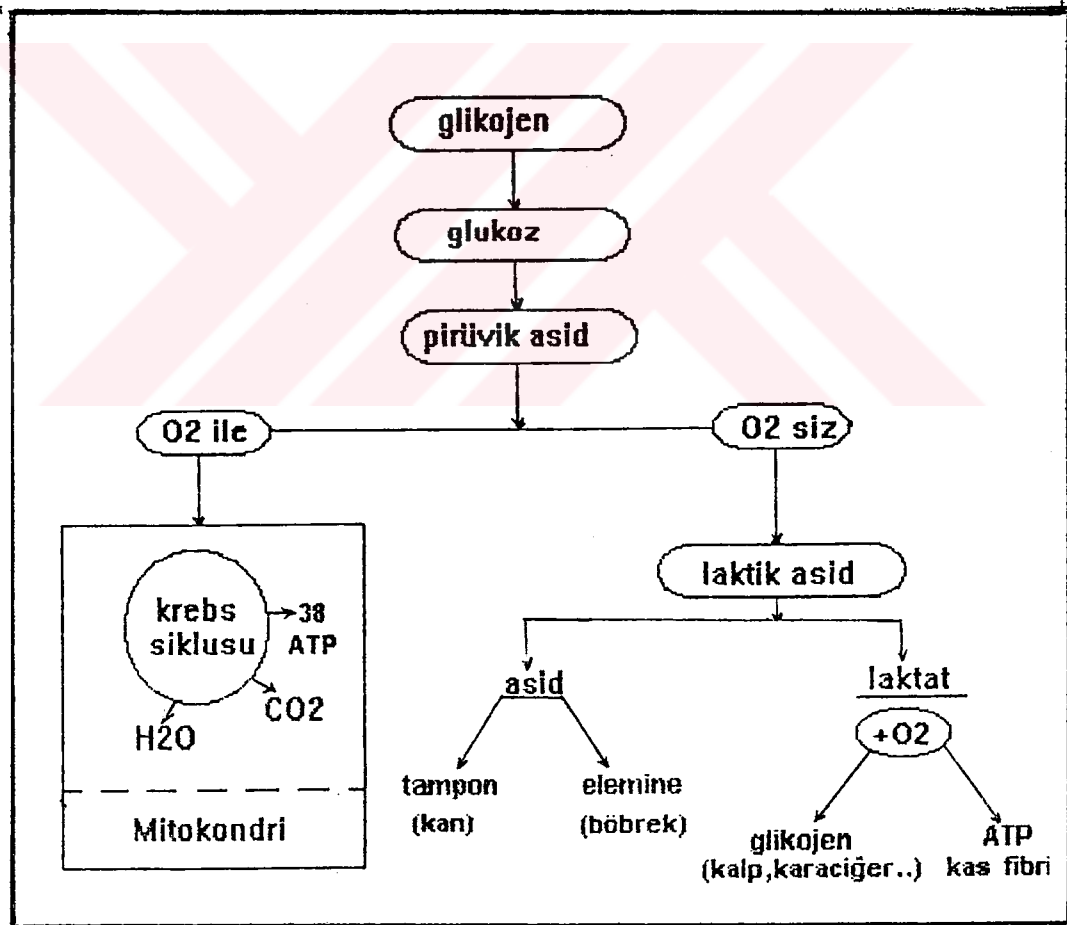 glikojen
glukoz
pirüvik asid
O2 ile
O2 siz
krebs
siklusu
38
ATP
CO2
H2O
Mitokondri
laktik asid
asid
tampon
(kan)
elemine
(böbrek)
laktat
+O2
glikojen
(kalp,karaciğer..)
ATP
kas fibri